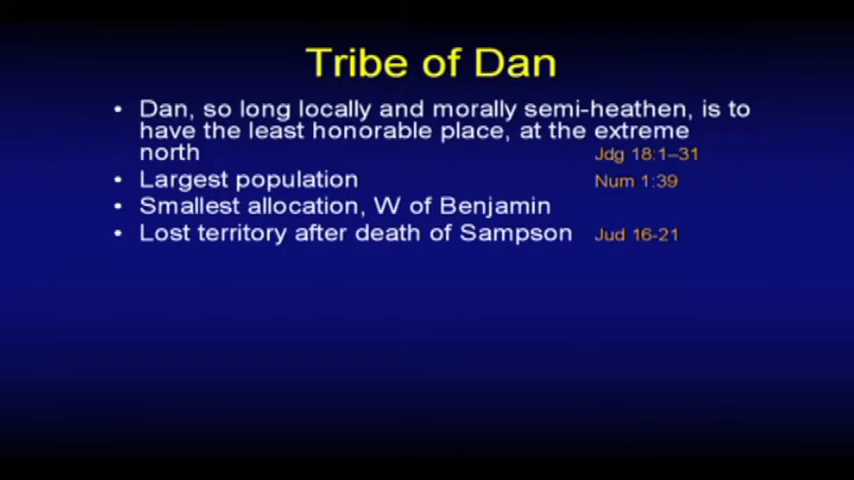 Tribe of Dan
• Dan, so long locally and morally semi-heathen, is to
have the least honorable place, at the extreme
north Jdg 18:1–31
• Largest population Num 1:39
• Smallest allocation, W of Benjamin
• Lost territory after death of Sampson Jud 16-21